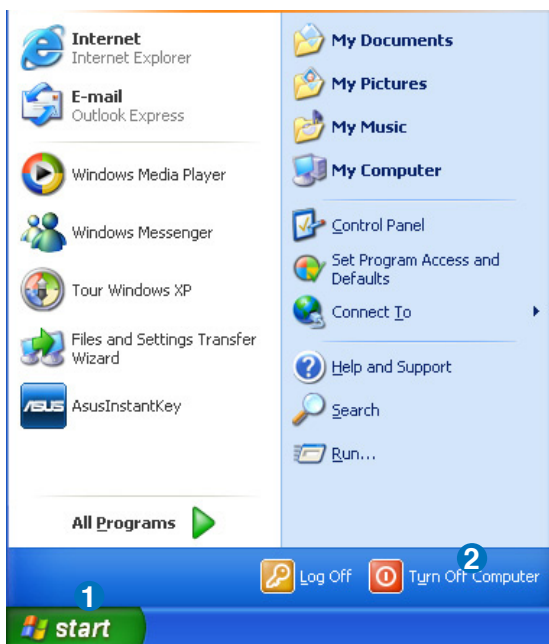 Internet
Internet Explorer
E-mail
Outlook Express
Windows Media Player
Windows Messenger
Tour Windows XP
Files and Settings Transfer
Wizard
ASUS
AsusInstantKey
All Programs
My Documents
My Pictures
My Music
My Computer
Control Panel
Set Program Access and
Defaults
Connect To
Help and Support
Search
Run...
Log Off
2
Turn Off Computer
1
start